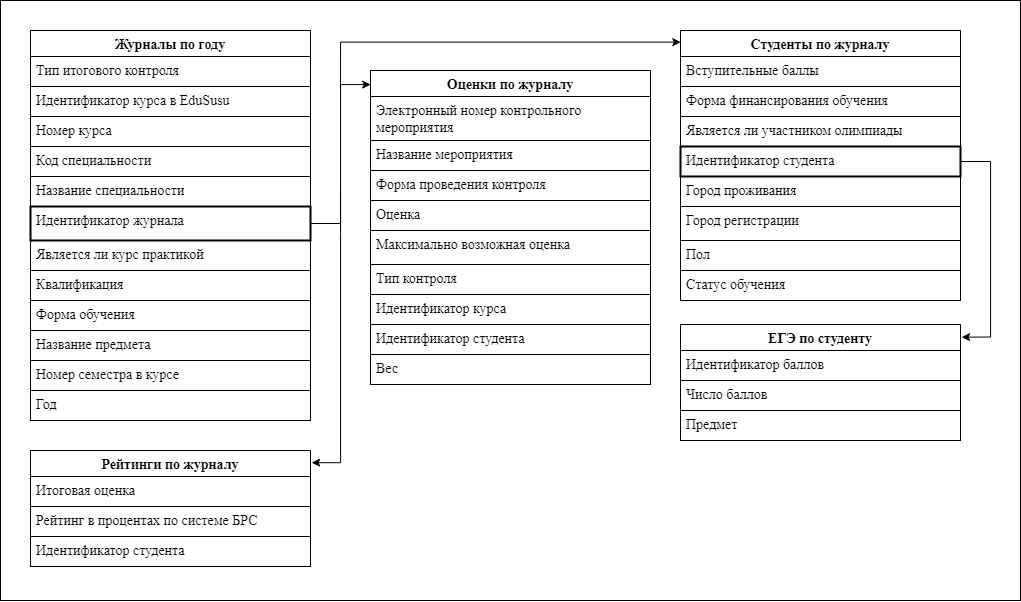 Журналы по году
Тип итогового контроля
Идентификатор курса в EduSusu
Номер курса
Код специальности
Название специальности
Идентификатор журнала
Является ли курс практикой
Квалификация
Форма обучения
Название предмета
Номер семестра в курсе
Год
Рейтинги по журналу
Итоговая оценка
Рейтинг в процентах по системе БРС
Идентификатор студента
Оценки по журналу
Электронный номер контрольного
мероприятия
Название мероприятия
Форма проведения контроля
Оценка
Максимально возможная оценка
Тип контроля
Идентификатор курса
Идентификатор студента
Вес
Студенты по журналу
Вступительные баллы
Форма финансирования обучения
Является ли участником олимпиады
Идентификатор студента
Город проживания
Город регистрации
Пол
Статус обучения
ЕГЭ по студенту
Идентификатор баллов
Число баллов
Предмет